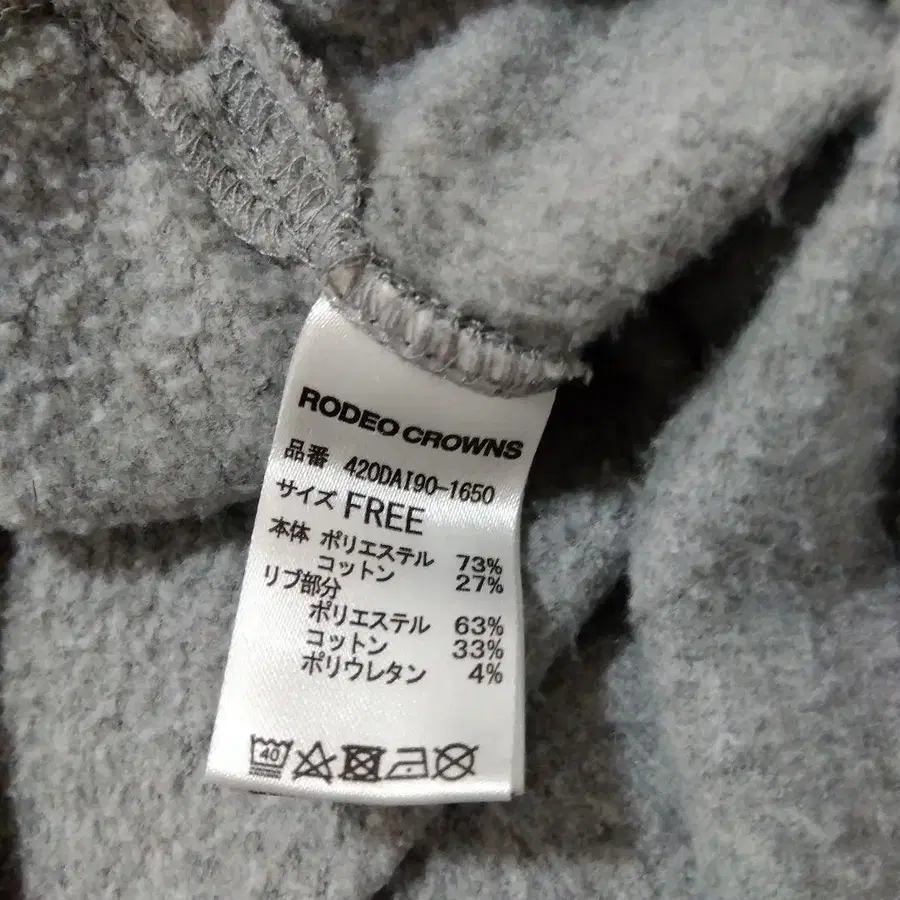 RODEO CROWNS
品番 420DAI90-1650
サイズ FREE
本体 ポリエステル 73%
コットン 27%
リブ部分
ポリエステル 63%
コットン 33%
ポリウレタン 4%
40